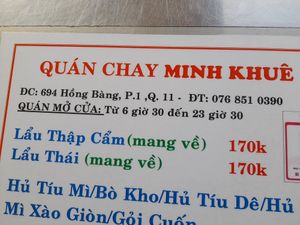 QUÁN CHAY MINH KHUÊ
ĐC: 694 Hồng Bàng, P.1 ,Q. 11 - ĐT: 076 851 0390
QUÁN MỞ CỬA: Từ 6 giờ 30 đến 23 giờ 30
Lẩu Thập Cẩm (mang về) 170k
Lẩu Thái (mang về) 170k
Hủ Tíu Mì/Bò Kho/Hủ Tíu Dê/Hủ
Mì Xào Giòn/Gỏi Cuốn